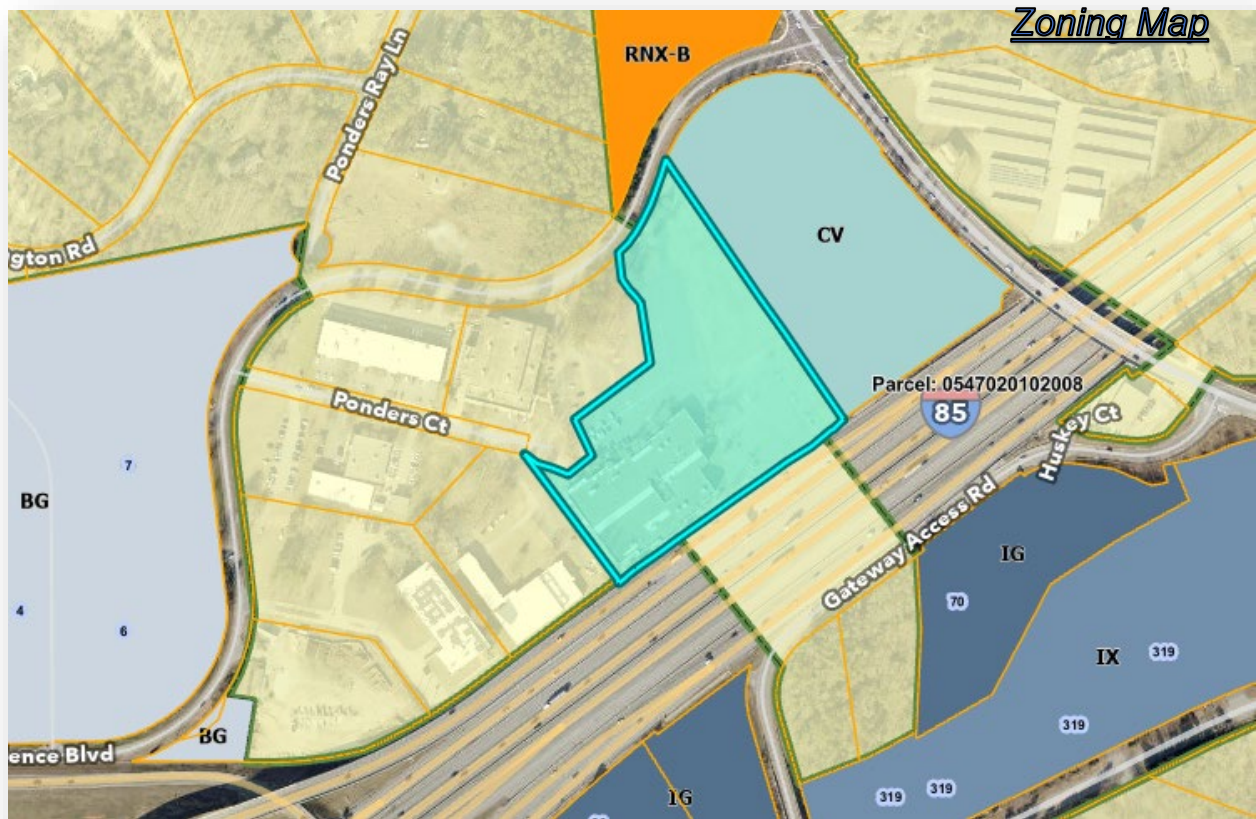 Zoning Map
RNX-B
Ponders Ray Ln
CV
gton Rd
Parcel: 0547020102008
85
Ponders Ct
Huskey Ct
7
BG
Gateway Access Rd
IG
70
4
6
IX
319
319
BG
ence Blvd
319
319
IG